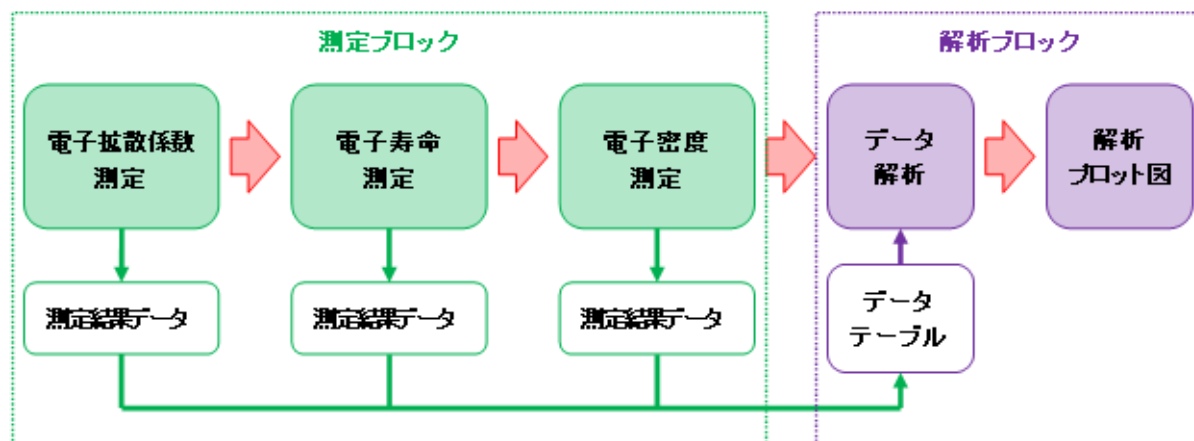 測定ブロック
解析ブロック
電子拡散係数
測定
電子寿命
測定
電子密度
測定
データ
解析
解析
プロット図
測定結果データ
測定結果データ
測定結果データ
データ
テーブル